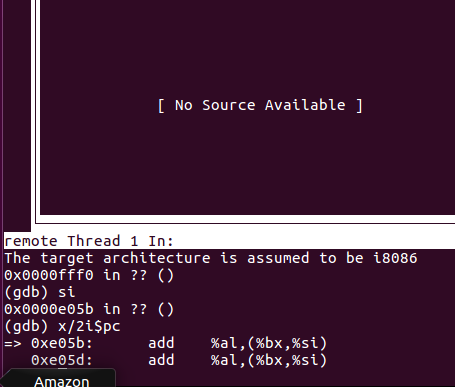 [ No Source Available ]
remote Thread 1 In:
The target architecture is assumed to be i8086
0x0000fff0 in ?? ()
(gdb) si
0x0000e05b in ?? ()
(gdb) x/2i$pc
=> 0xe05b:      add    %al,(%bx,%si)
   0xe05d:      add    %al,(%bx,%si)
Amazon